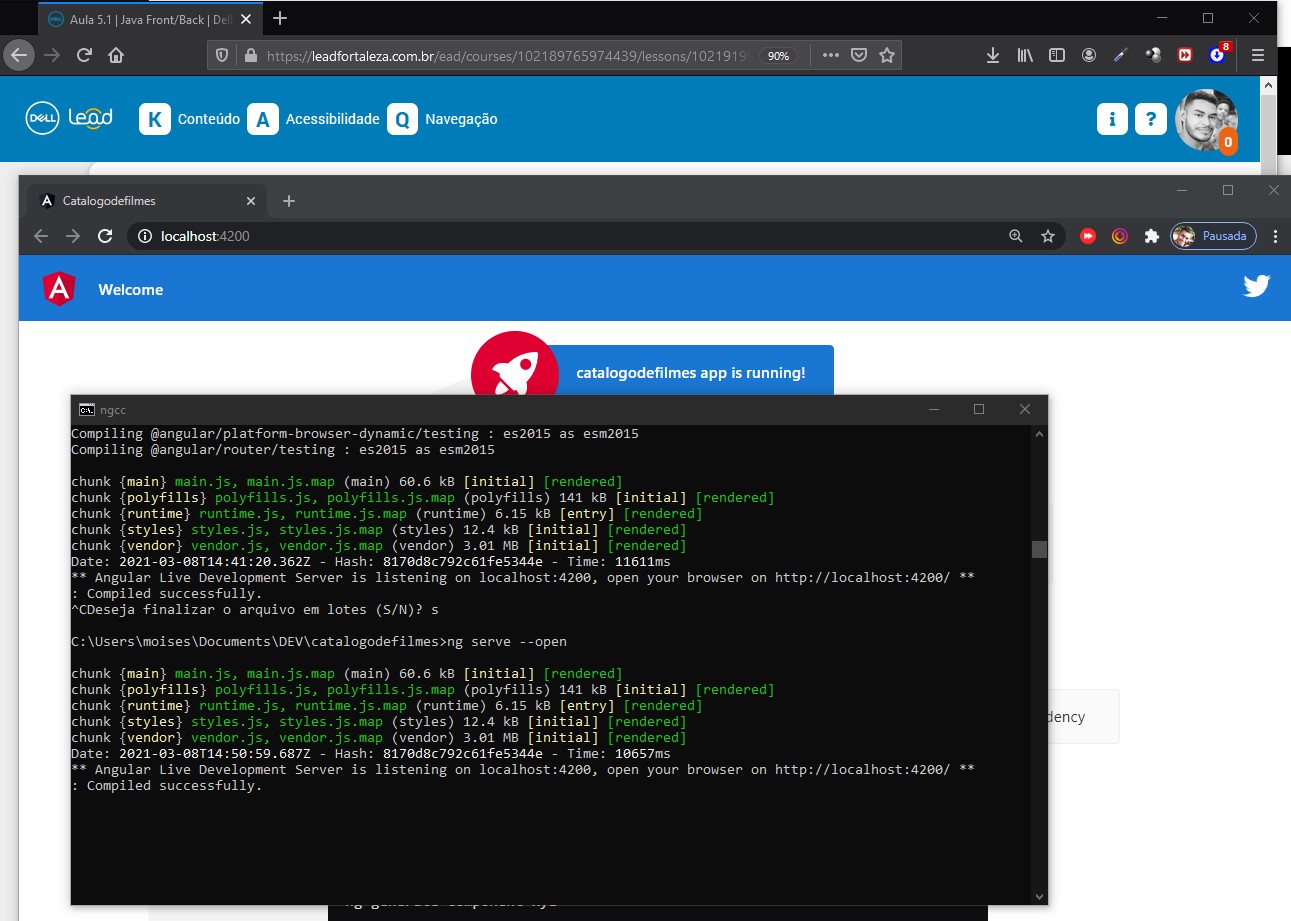 Aula 5.1 | Java Front/Back | Dell
https://leadfortaleza.com.br/ead/courses/102189765974439/lessons/1021919
90%
8
DELL Lead
K Conteúdo A Acessibilidade Q Navegação
i ?
0
Catalogodefilmes
localhost:4200
Pausada
A Welcome
catalogodefilmes app is running!
C:\. ngcc
Compiling @angular/platform-browser-dynamic/testing : es2015 as esm2015
Compiling @angular/router/testing : es2015 as esm2015
chunk {main} main.js, main.js.map (main) 60.6 kB [initial] [rendered]
chunk {polyfills} polyfills.js, polyfills.js.map (polyfills) 141 kB [initial] [rendered]
chunk {runtime} runtime.js, runtime.js.map (runtime) 6.15 kB [entry] [rendered]
chunk {styles} styles.js, styles.js.map (styles) 12.4 kB [initial] [rendered]
chunk {vendor} vendor.js, vendor.js.map (vendor) 3.01 MB [initial] [rendered]
Date: 2021-03-08T14:41:20.362Z - Hash: 8170d8c792c61fe5344e - Time: 11611ms
** Angular Live Development Server is listening on localhost:4200, open your browser on http://localhost:4200/ **
: Compiled successfully.
^CDeseja finalizar o arquivo em lotes (S/N)? s
C:\Users\moises\Documents\DEV\catalogodefilmes>ng serve --open
chunk {main} main.js, main.js.map (main) 60.6 kB [initial] [rendered]
chunk {polyfills} polyfills.js, polyfills.js.map (polyfills) 141 kB [initial] [rendered]
chunk {runtime} runtime.js, runtime.js.map (runtime) 6.15 kB [entry] [rendered]
chunk {styles} styles.js, styles.js.map (styles) 12.4 kB [initial] [rendered]
chunk {vendor} vendor.js, vendor.js.map (vendor) 3.01 MB [initial] [rendered]
Date: 2021-03-08T14:50:59.687Z - Hash: 8170d8c792c61fe5344e - Time: 10657ms
** Angular Live Development Server is listening on localhost:4200, open your browser on http://localhost:4200/ **
: Compiled successfully.
dency